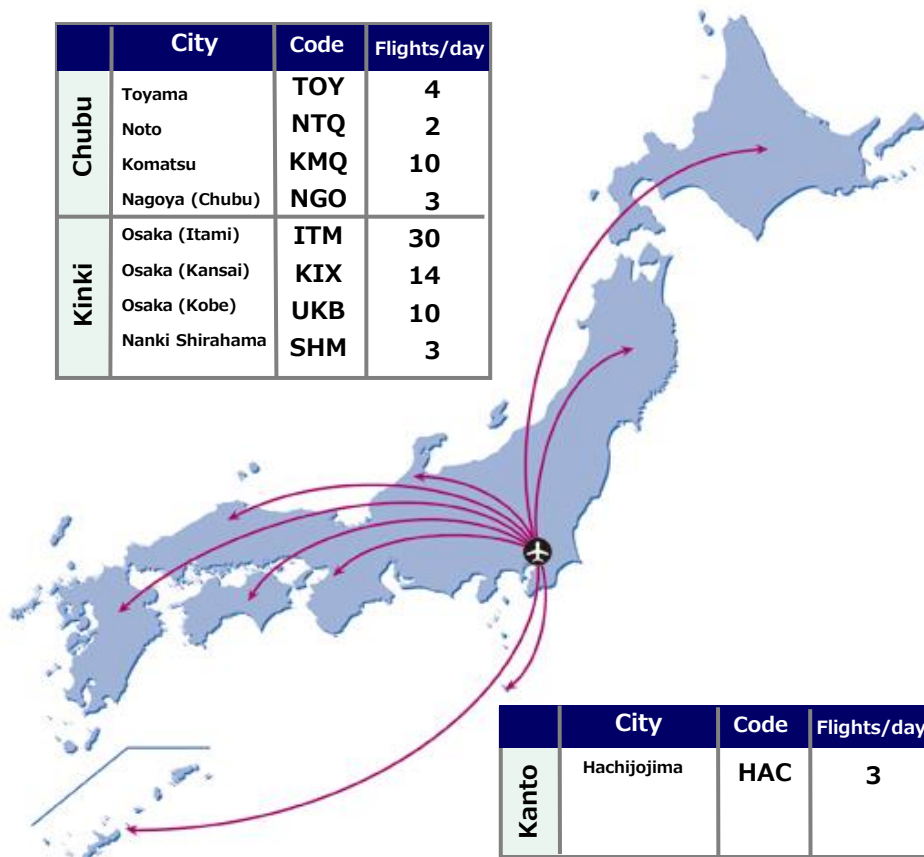 City Code Flights/day
Chubu
Toyama TOY 4
Noto NTQ 2
Komatsu KMQ 10
Nagoya (Chubu) NGO 3
Kinki
Osaka (Itami) ITM 30
Osaka (Kansai) KIX 14
Osaka (Kobe) UKB 10
Nanki Shirahama SHM 3
City Code Flights/day
Kanto
Hachijojima HAC 3